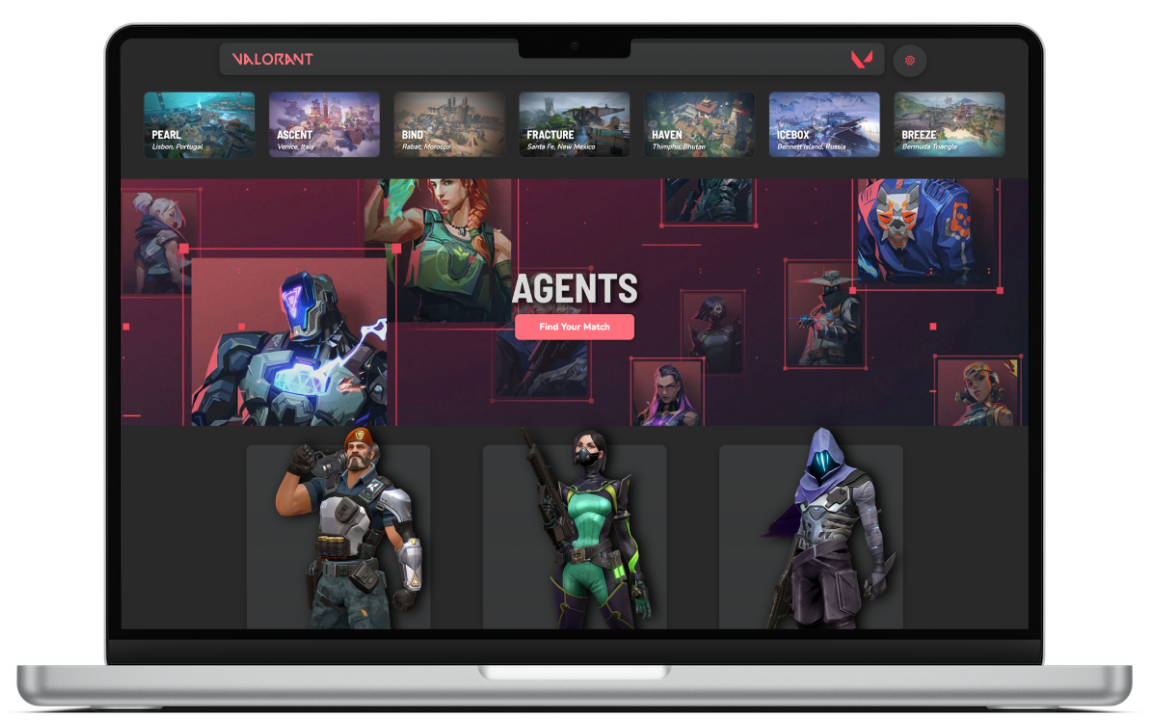 VALORANT
PEARL
Lisbon, Portugal
ASCENT
Venice, Italy
BIND
Rabat, Morocco
FRACTURE
Santa Fe, New Mexico
HAVEN
Thimphu, Bhutan
ICEBOX
Bennett Island, Russia
BREEZE
Bermuda Triangle
AGENTS
Find Your Match